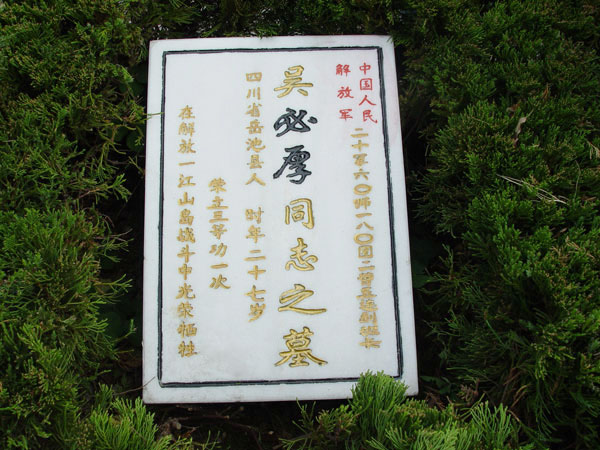 中国人民
解放军
二十军六〇师一八〇团二营五连副班长
吴必厚同志之墓
四川省岳池县人 时年二十七岁
荣立三等功一次
在解放一江山岛战斗中光荣牺牲